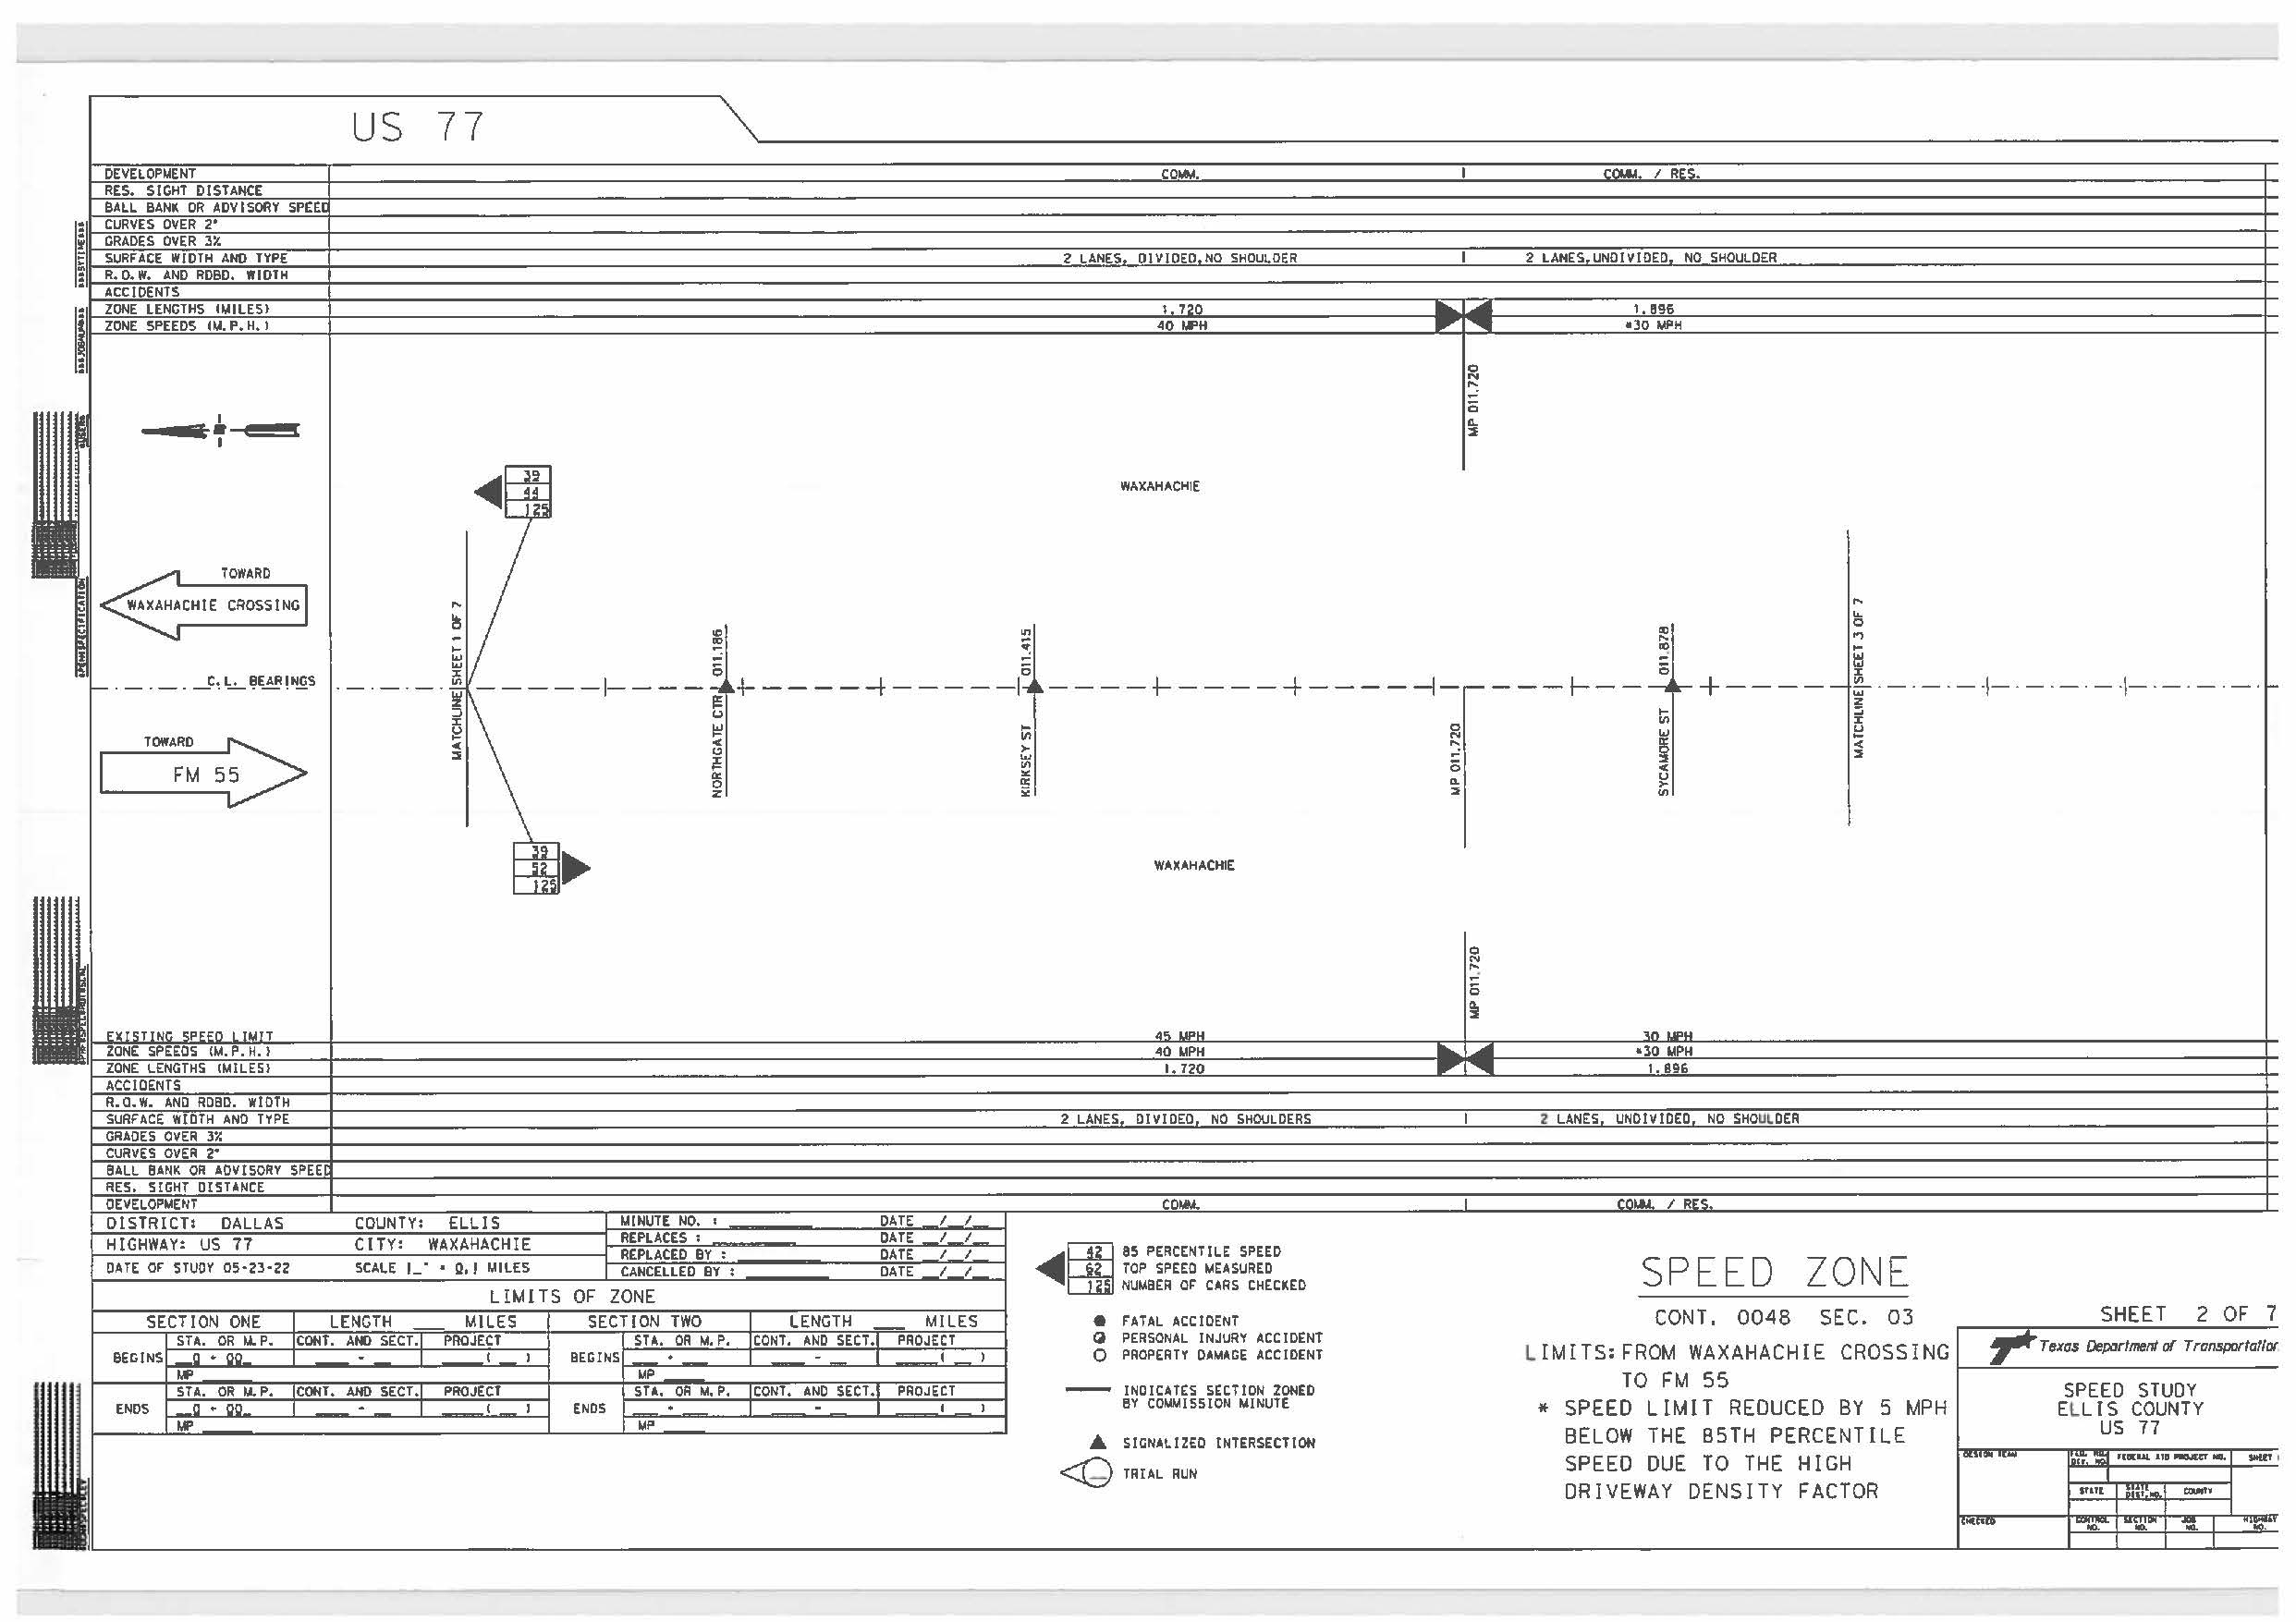 US 77
DEVELOPMENT COMM. COMM. / RES.
RES. SIGHT DISTANCE
BALL BANK OR ADVISORY SPEED
CURVES OVER 2°
GRADES OVER 3%
SURFACE WIDTH AND TYPE 2 LANES, DIVIDED,NO SHOULDER 2 LANES,UNDIVIDED, NO SHOULDER
R.O.W. AND RDBD. WIDTH
ACCIDENTS
ZONE LENGTHS (MILES) 1.720 1.896
ZONE SPEEDS (M.P.H.) 40 MPH *30 MPH
MP 011.720
39
44
125
WAXAHACHIE
TOWARD
WAXAHACHIE CROSSING
C.L. BEARINGS
TOWARD
FM 55
MATCHLINE SHEET 1 OF 7
NORTHGATE CTR 011.186
KIRKSEY ST 011.415
MP 011.720
SYCAMORE ST 011.878
MATCHLINE SHEET 3 OF 7
39
52
125
WAXAHACHIE
MP 011.720
EXISTING SPEED LIMIT 45 MPH 30 MPH
ZONE SPEEDS (M.P.H.) 40 MPH *30 MPH
ZONE LENGTHS (MILES) 1.720 1.896
ACCIDENTS
R.O.W. AND RDBD. WIDTH
SURFACE WIDTH AND TYPE 2 LANES, DIVIDED, NO SHOULDERS 2 LANES, UNDIVIDED, NO SHOULDER
GRADES OVER 3%
CURVES OVER 2°
BALL BANK OR ADVISORY SPEED
RES. SIGHT DISTANCE
DEVELOPMENT COMM. COMM. / RES.
DISTRICT: DALLAS COUNTY: ELLIS MINUTE NO. : DATE _/_/_
HIGHWAY: US 77 CITY: WAXAHACHIE REPLACES : DATE _/_/_
REPLACED BY : DATE _/_/_
DATE OF STUDY 05-23-22 SCALE 1_" = 0.1 MILES CANCELLED BY : DATE _/_/_
LIMITS OF ZONE
SECTION ONE LENGTH __ MILES SECTION TWO LENGTH __ MILES
STA. OR M.P. CONT. AND SECT. PROJECT STA. OR M.P. CONT. AND SECT. PROJECT
BEGINS 0 + 00 - ( _ ) BEGINS + - ( _ )
MP MP
STA. OR M.P. CONT. AND SECT. PROJECT STA. OR M.P. CONT. AND SECT. PROJECT
ENDS 0 + 00 - ( _ ) ENDS + - ( _ )
MP MP
42 85 PERCENTILE SPEED
62 TOP SPEED MEASURED
125 NUMBER OF CARS CHECKED
FATAL ACCIDENT
PERSONAL INJURY ACCIDENT
PROPERTY DAMAGE ACCIDENT
INDICATES SECTION ZONED
BY COMMISSION MINUTE
SIGNALIZED INTERSECTION
TRIAL RUN
SPEED ZONE
CONT. 0048 SEC. 03
LIMITS: FROM WAXAHACHIE CROSSING
TO FM 55
* SPEED LIMIT REDUCED BY 5 MPH
BELOW THE 85TH PERCENTILE
SPEED DUE TO THE HIGH
DRIVEWAY DENSITY FACTOR
SHEET 2 OF 7
Texas Department of Transportation
SPEED STUDY
ELLIS COUNTY
US 77
DESIGN TEAM FED. RD. DIV. NO. FEDERAL AID PROJECT NO. SHEET
STATE STATE DIST. NO. COUNTY
CHECKED CONTROL NO. SECTION NO. JOB NO. HIGHWAY NO.